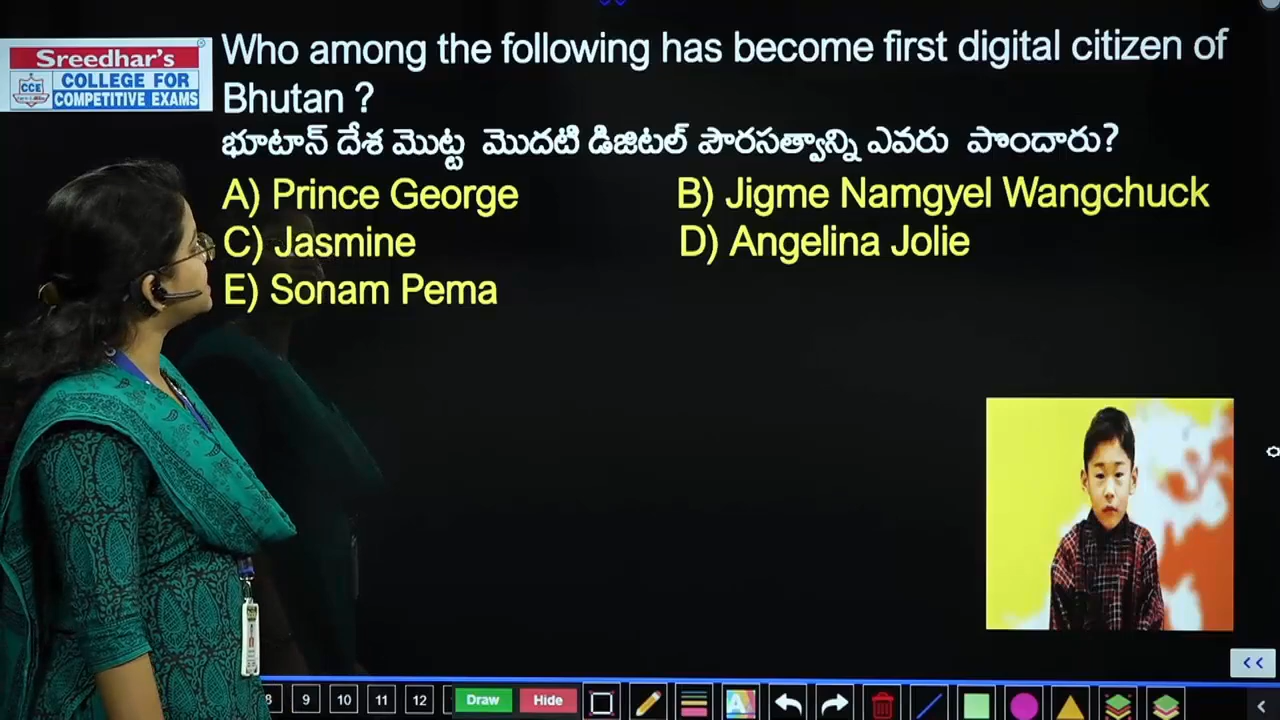 Sreedhar's
CCE
COLLEGE FOR
COMPETITIVE EXAMS
Who among the following has become first digital citizen of
Bhutan ?
భూటాన్ దేశ మొట్ట మొదటి డిజిటల్ పౌరసత్వాన్ని ఎవరు పొందారు?
A) Prince George
B) Jigme Namgyel Wangchuck
C) Jasmine
D) Angelina Jolie
E) Sonam Pema
8 9 10 11 12 Draw Hide A